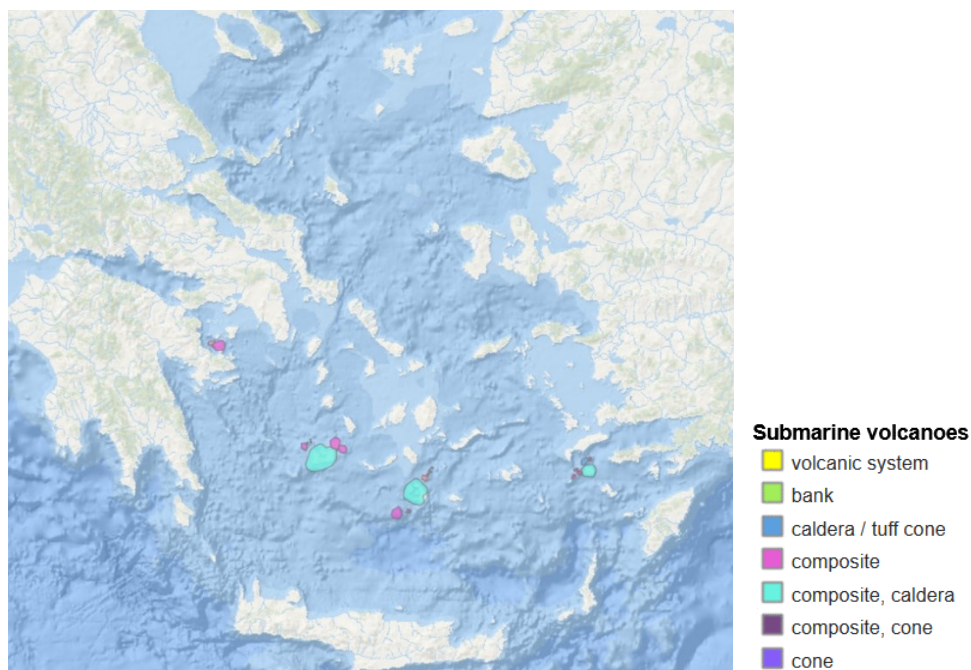 Submarine volcanoes
volcanic system
bank
caldera / tuff cone
composite
composite, caldera
composite, cone
cone